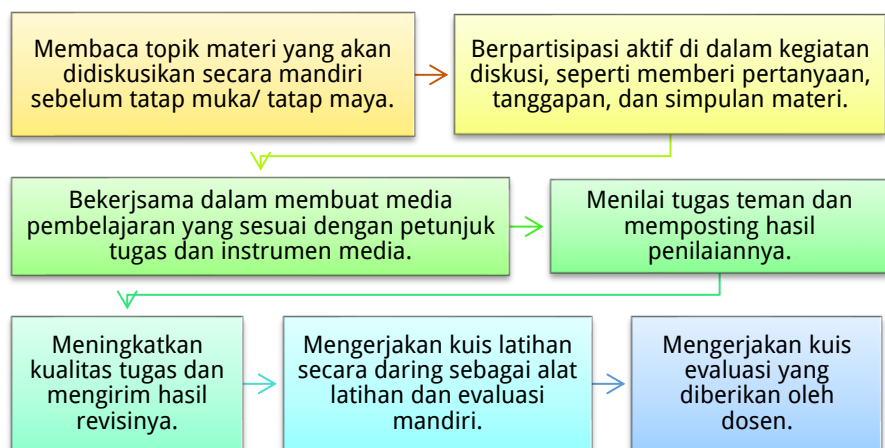 Membaca topik materi yang akan
didiskusikan secara mandiri
sebelum tatap muka/ tatap maya.
Berpartisipasi aktif di dalam kegiatan
diskusi, seperti memberi pertanyaan,
tanggapan, dan simpulan materi.
Bekerjsama dalam membuat media
pembelajaran yang sesuai dengan petunjuk
tugas dan instrumen media.
Menilai tugas teman dan
memposting hasil
penilaiannya.
Meningkatkan
kualitas tugas dan
mengirim hasil
revisinya.
Mengerjakan kuis latihan
secara daring sebagai alat
latihan dan evaluasi
mandiri.
Mengerjakan kuis
evaluasi yang
diberikan oleh
dosen.